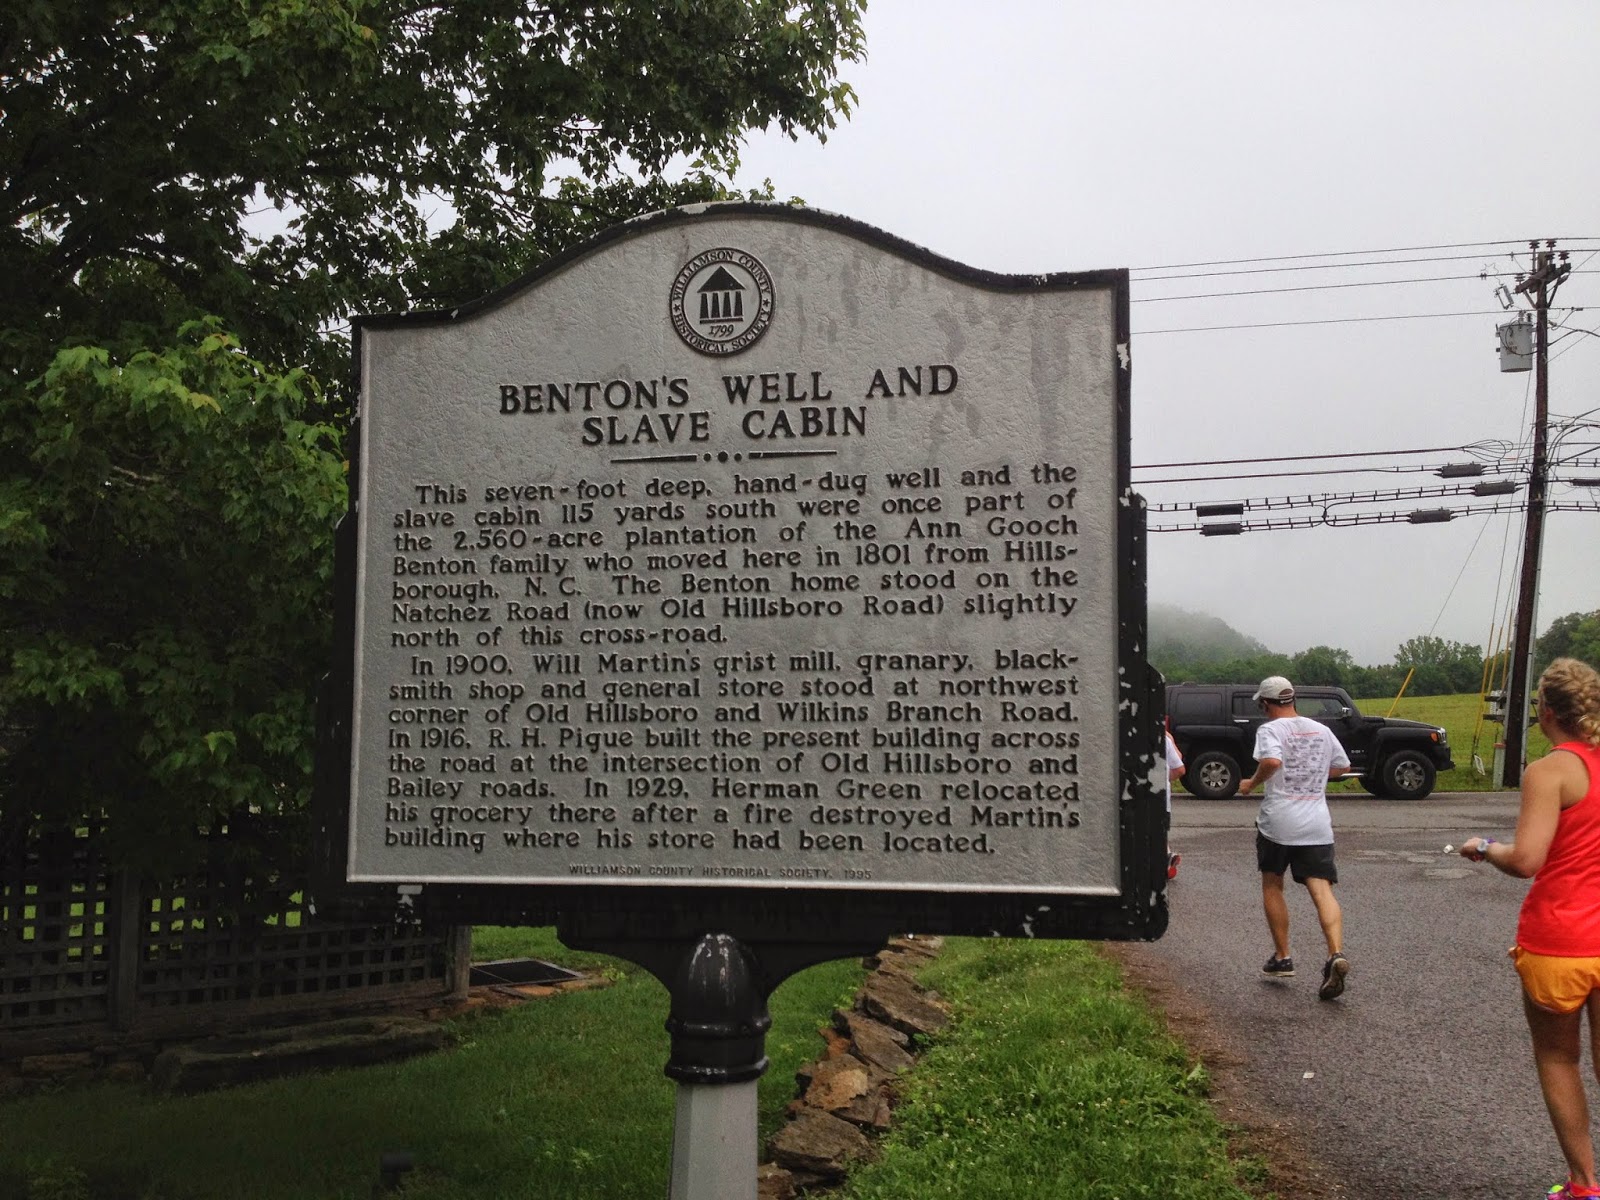 WILLIAMSON COUNTY
1799
HISTORICAL SOCIETY
BENTON'S WELL AND
SLAVE CABIN
This seven-foot deep, hand-dug well and the
slave cabin 115 yards south were once part of
the 2,560-acre plantation of the Ann Gooch
Benton family who moved here in 1801 from Hills-
borough, N. C. The Benton home stood on the
Natchez Road (now Old Hillsboro Road) slightly
north of this cross-road.
In 1900, Will Martin's grist mill, granary, black-
smith shop and general store stood at northwest
corner of Old Hillsboro and Wilkins Branch Road.
In 1916, R. H. Pigue built the present building across
the road at the intersection of Old Hillsboro and
Bailey roads. In 1929, Herman Green relocated
his grocery there after a fire destroyed Martin's
building where his store had been located.
WILLIAMSON COUNTY HISTORICAL SOCIETY, 1995